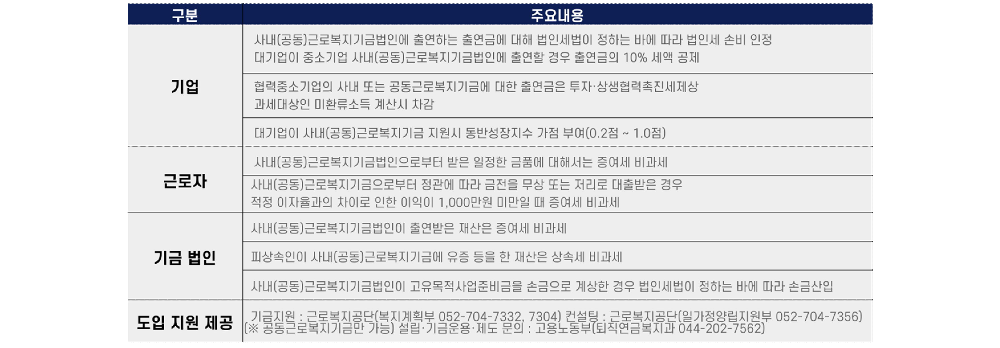 구분 주요내용
기업
사내(공동)근로복지기금법인에 출연하는 출연금에 대해 법인세법이 정하는 바에 따라 법인세 손비 인정
대기업이 중소기업 사내(공동)근로복지기금법인에 출연할 경우 출연금의 10% 세액 공제
협력중소기업의 사내 또는 공동근로복지기금에 대한 출연금은 투자·상생협력촉진세제상
과세대상인 미환류소득 계산시 차감
대기업이 사내(공동)근로복지기금 지원시 동반성장지수 가점 부여(0.2점 ~ 1.0점)
근로자
사내(공동)근로복지기금법인으로부터 받은 일정한 금품에 대해서는 증여세 비과세
사내(공동)근로복지기금으로부터 정관에 따라 금전을 무상 또는 저리로 대출받은 경우
적정 이자율과의 차이로 인한 이익이 1,000만원 미만일 때 증여세 비과세
기금 법인
사내(공동)근로복지기금법인이 출연받은 재산은 증여세 비과세
피상속인이 사내(공동)근로복지기금에 유증 등을 한 재산은 상속세 비과세
사내(공동)근로복지기금법인이 고유목적사업준비금을 손금으로 계상한 경우 법인세법이 정하는 바에 따라 손금산입
도입 지원 제공
기금지원 : 근로복지공단(복지계획부 052-704-7332, 7304) 컨설팅 : 근로복지공단(일가정양립지원부 052-704-7356)
(※ 공동근로복지기금만 가능) 설립·기금운용·제도 문의 : 고용노동부(퇴직연금복지과 044-202-7562)